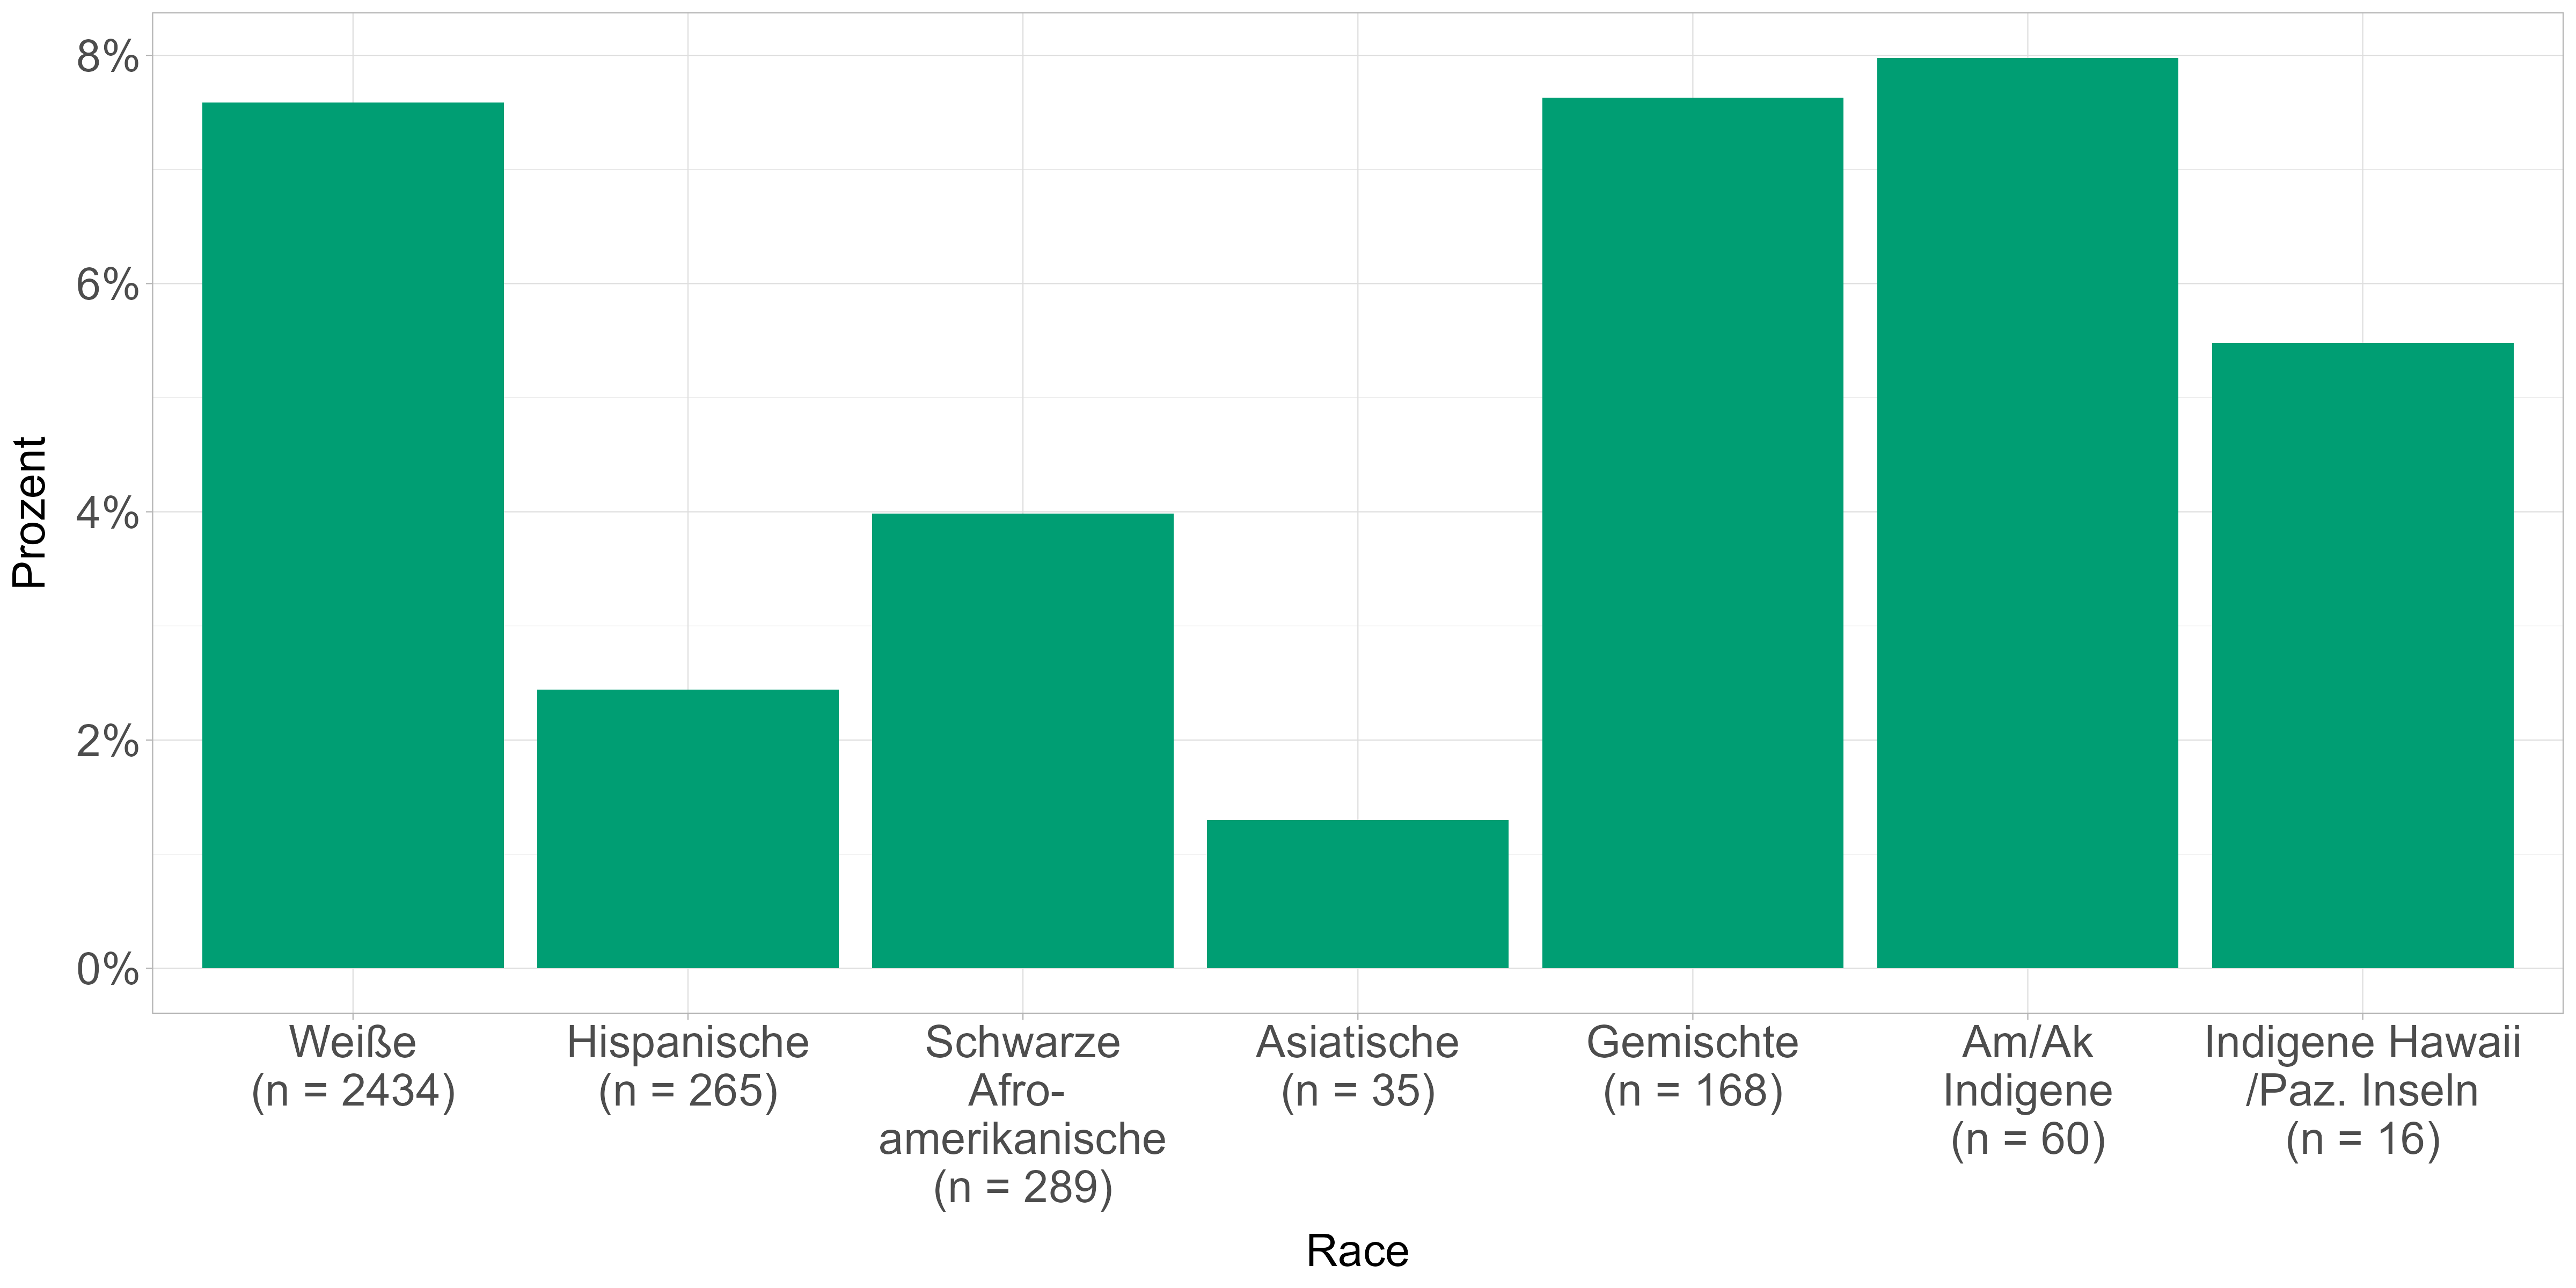 8%
6%
4%
2%
0%
Prozent
Weiße
(n = 2434)
Hispanische
(n = 265)
Schwarze
Afro-
amerikanische
(n = 289)
Asiatische
(n = 35)
Gemischte
(n = 168)
Am/Ak
Indigene
(n = 60)
Indigene Hawaii
/Paz. Inseln
(n = 16)
Race